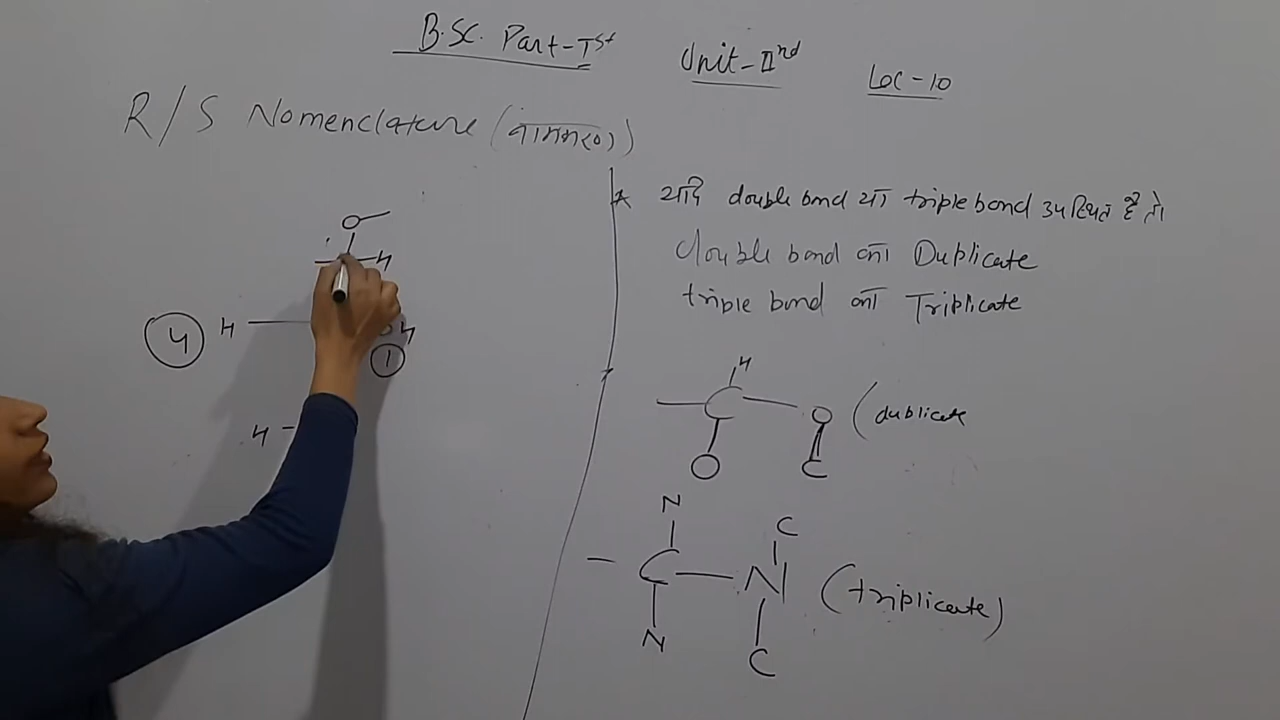 B.Sc. Part-Ist Unit-IInd Lec-10
R/S Nomenclature (नामकरण)
* यदि double bond या triple bond उपस्थित है तो
double bond का Duplicate
triple bond का Triplicate
O
H
4 H H
1
H
H
C O (dublicate
O C
N C
C N (triplicate)
N C